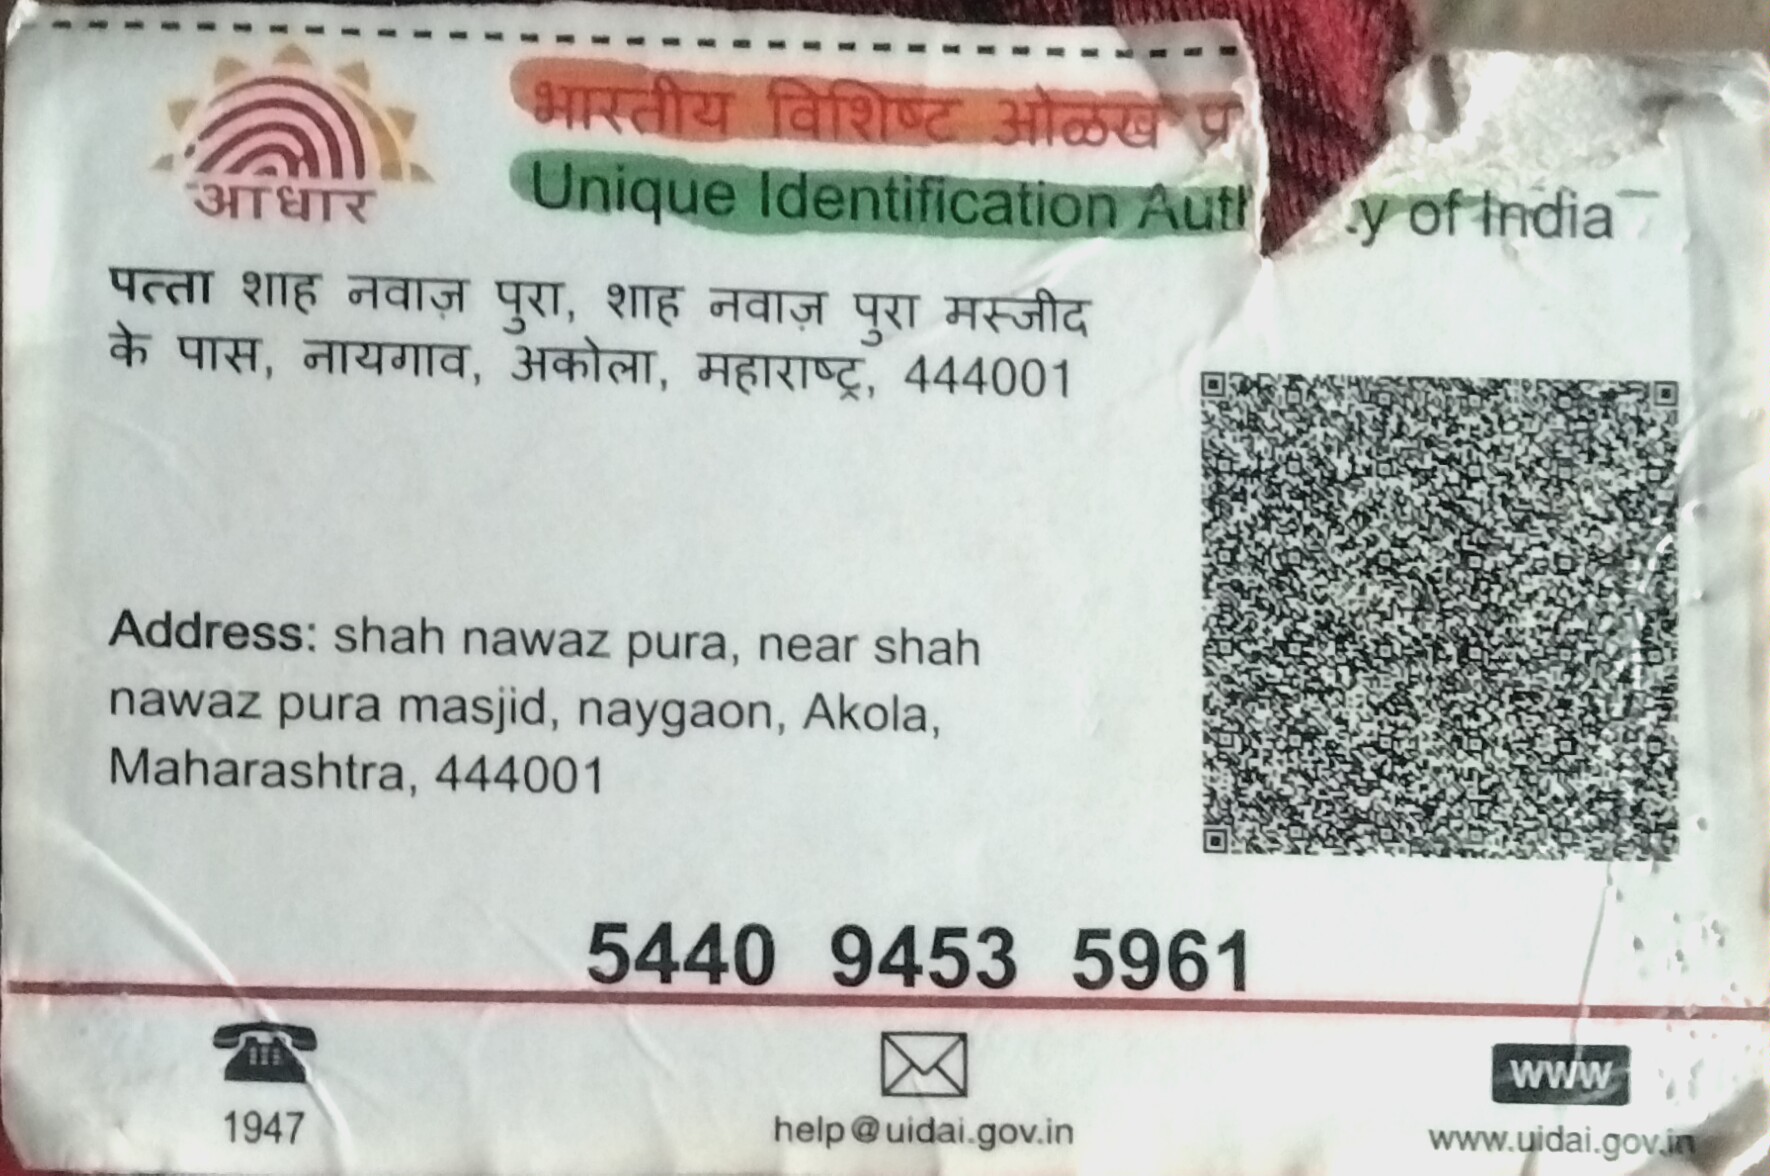 आधार
भारतीय विशिष्ट ओळख प्र
Unique Identification Auth y of India
पत्ता शाह नवाज़ पुरा, शाह नवाज़ पुरा मस्जीद
के पास, नायगाव, अकोला, महाराष्ट्र, 444001
Address: shah nawaz pura, near shah
nawaz pura masjid, naygaon, Akola,
Maharashtra, 444001
5440 9453 5961
1947
help@uidai.gov.in
www
www.uidai.gov.in